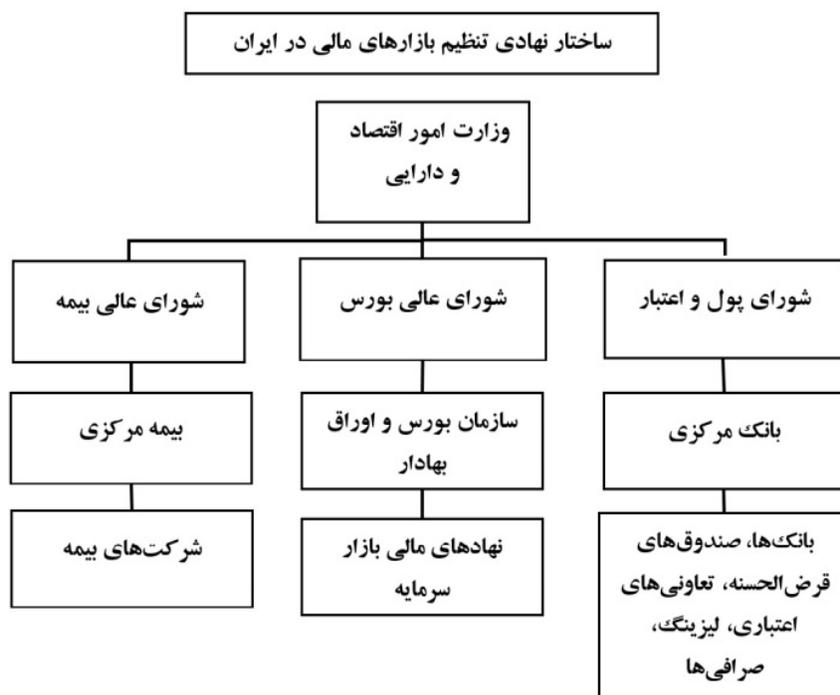 ساختار نهادی تنظیم بازارهای مالی در ایران
وزارت امور اقتصاد
و دارایی
شورای پول و اعتبار
شورای عالی بورس
شورای عالی بیمه
بانک مرکزی
سازمان بورس و اوراق
بهادار
بیمه مرکزی
بانک‌ها، صندوق‌های
قرض‌الحسنه، تعاونی‌های
اعتباری، لیزینگ،
صرافی‌ها
نهادهای مالی بازار
سرمایه
شرکت‌های بیمه